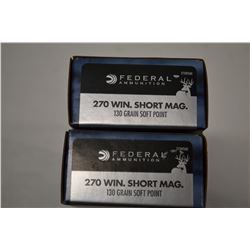 FEDERAL
AMMUNITION
270 WIN. SHORT MAG.
130 GRAIN SOFT POINT
FEDERAL
AMMUNITION
270 WIN. SHORT MAG.
130 GRAIN SOFT POINT